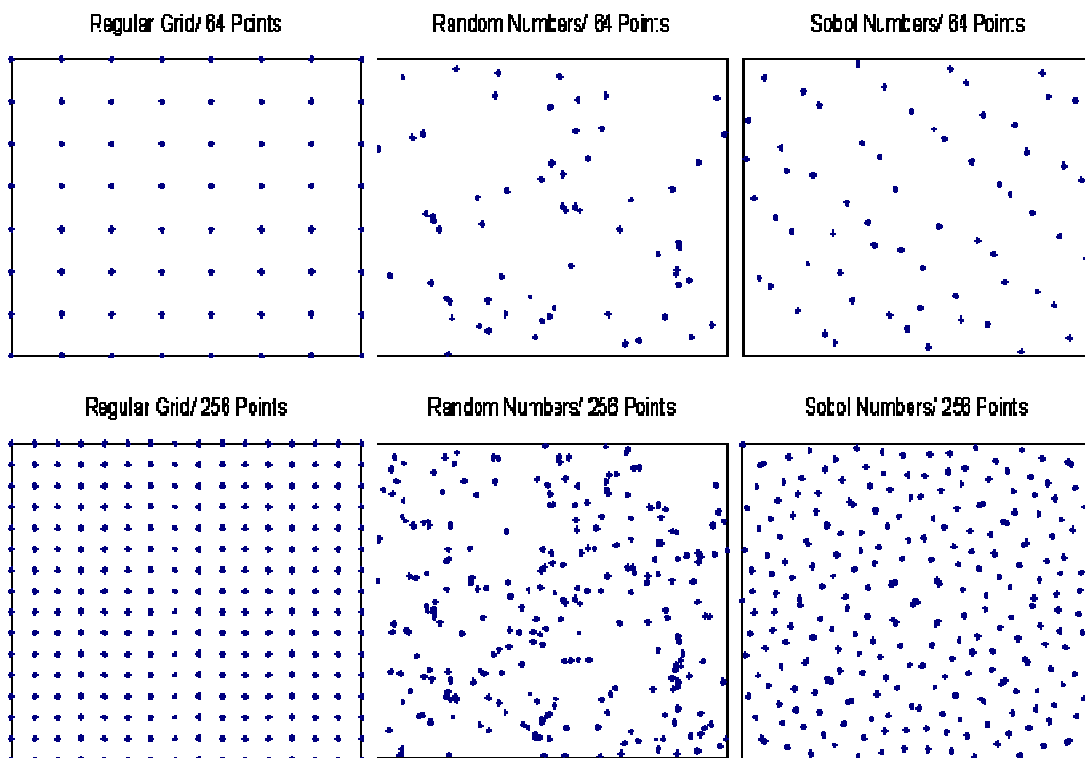 Regular Grid/ 64 Points
Random Numbers/ 64 Points
Sobol Numbers/ 64 Points
Regular Grid/ 256 Points
Random Numbers/ 256 Points
Sobol Numbers/ 256 Points